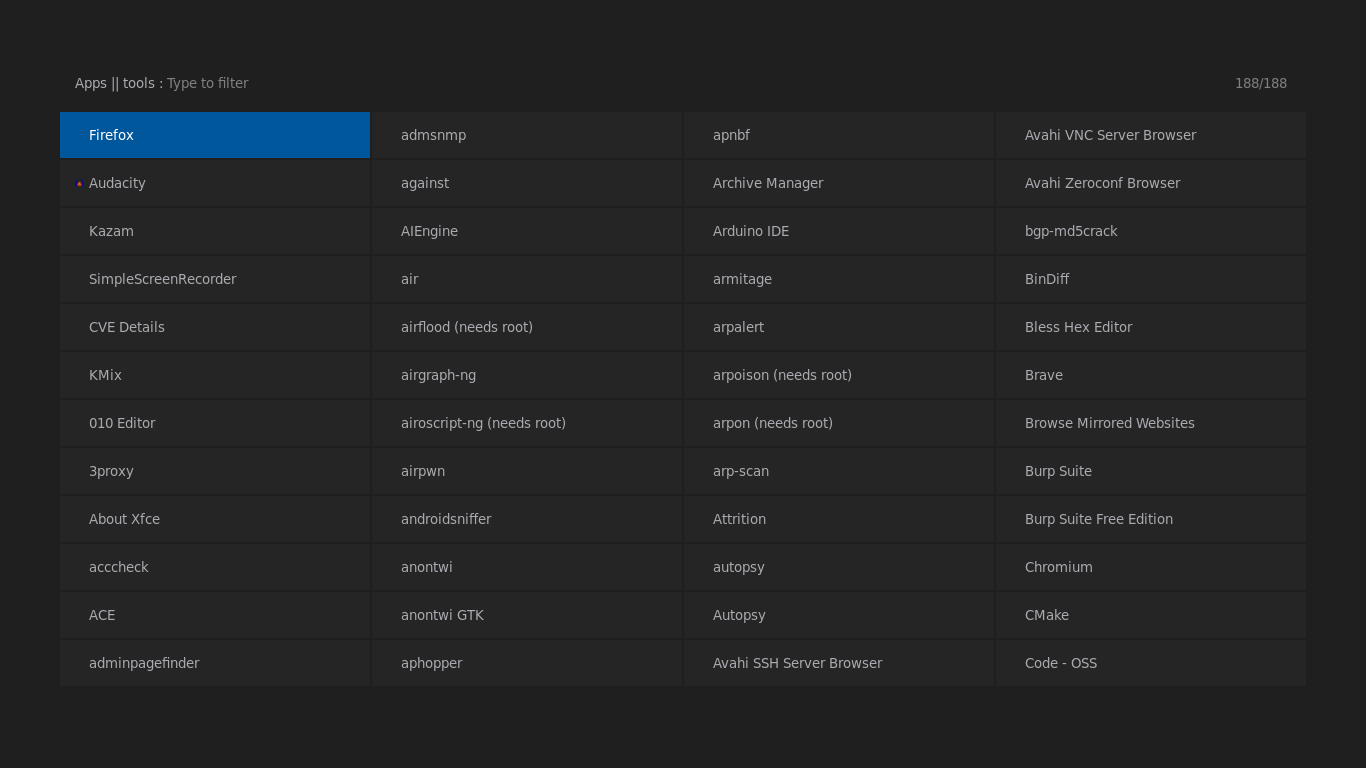 Apps || tools : Type to filter 188/188
Firefox admsnmp apnbf Avahi VNC Server Browser
Audacity against Archive Manager Avahi Zeroconf Browser
Kazam AIEngine Arduino IDE bgp-md5crack
SimpleScreenRecorder air armitage BinDiff
CVE Details airflood (needs root) arpalert Bless Hex Editor
KMix airgraph-ng arpoison (needs root) Brave
010 Editor airoscript-ng (needs root) arpon (needs root) Browse Mirrored Websites
3proxy airpwn arp-scan Burp Suite
About Xfce androidsniffer Attrition Burp Suite Free Edition
acccheck anontwi autopsy Chromium
ACE anontwi GTK Autopsy CMake
adminpagefinder aphopper Avahi SSH Server Browser Code - OSS